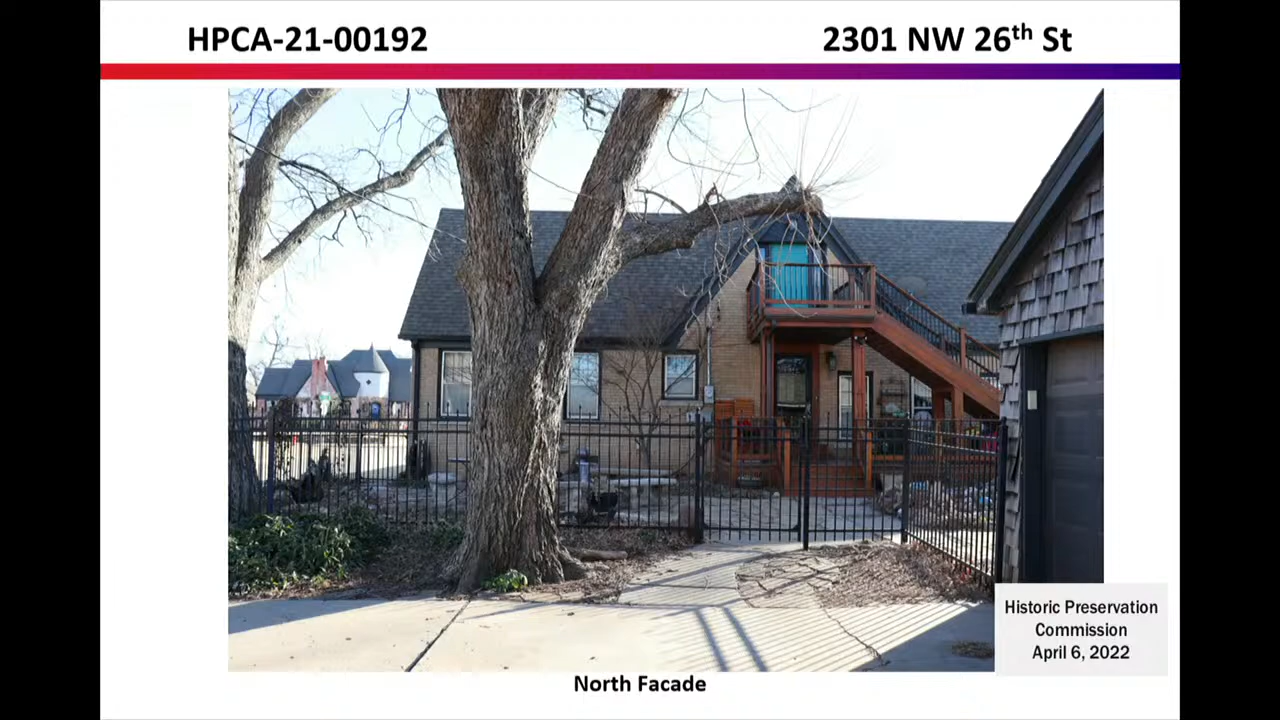 HPCA-21-00192
2301 NW 26th St
Historic Preservation
Commission
April 6, 2022
North Facade